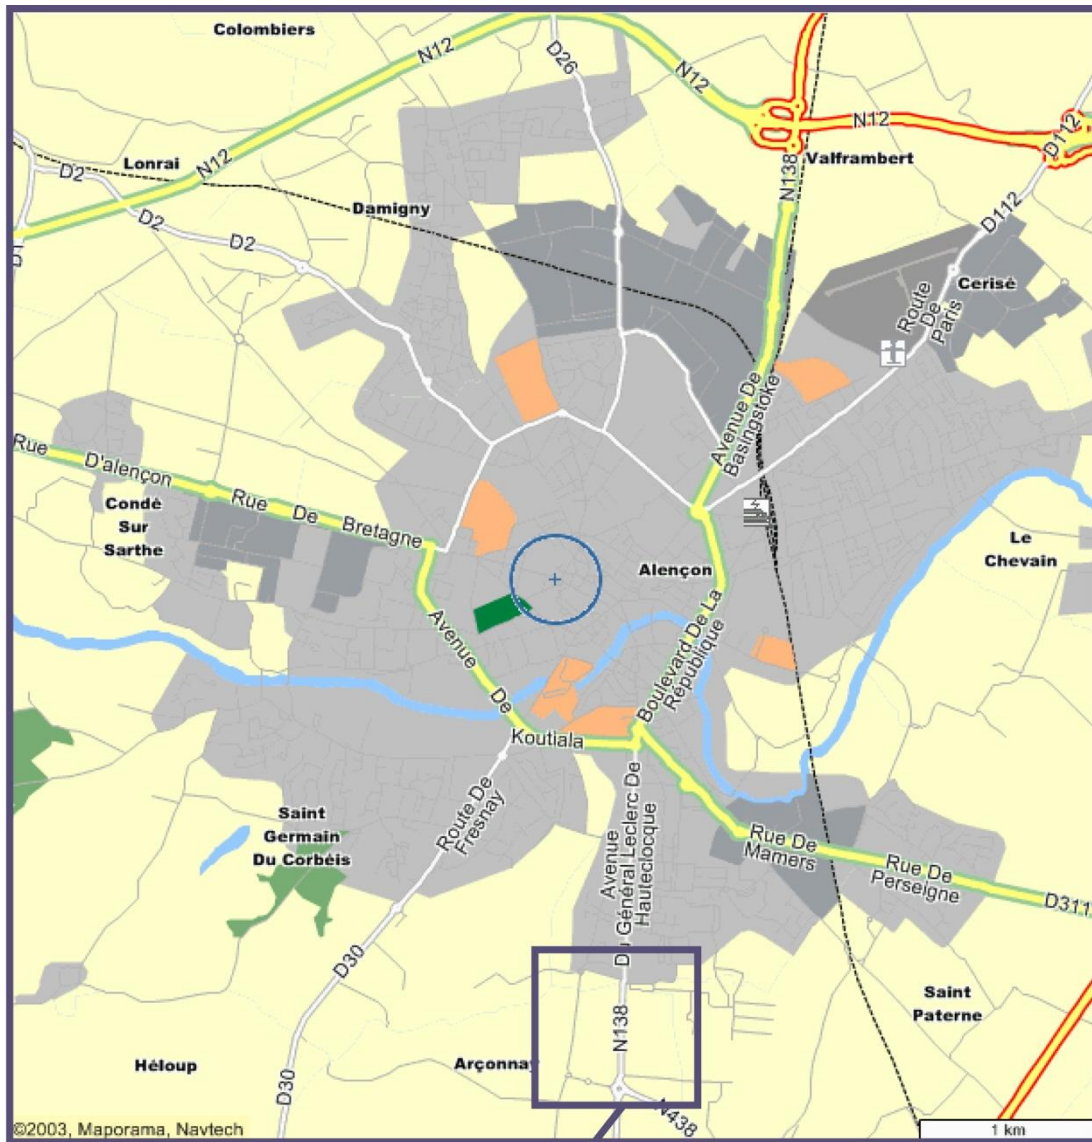 Colombiers
N12
D26
N12
N12
D112
Lonrai
Valframbert
D2
N12
N138
Damigny
D2
D2
D112
Cerisé
Route
De
Paris
Avenue De
Basingstoke
Rue D'alençon
Rue De Bretagne
Condé
Sur
Sarthe
Le
Chevain
Alençon
Avenue De Koutiala
Boulevard De La
République
Saint
Germain
Du Corbéis
Route De
Fresnay
Avenue
Du Général Leclerc De
Hauteclocque
Rue De
Mamers
Rue De
Perseigne
D311
D30
Saint
Paterne
N138
Héloup
Arçonnay
D30
N438
©2003, Maporama, Navtech
1 km